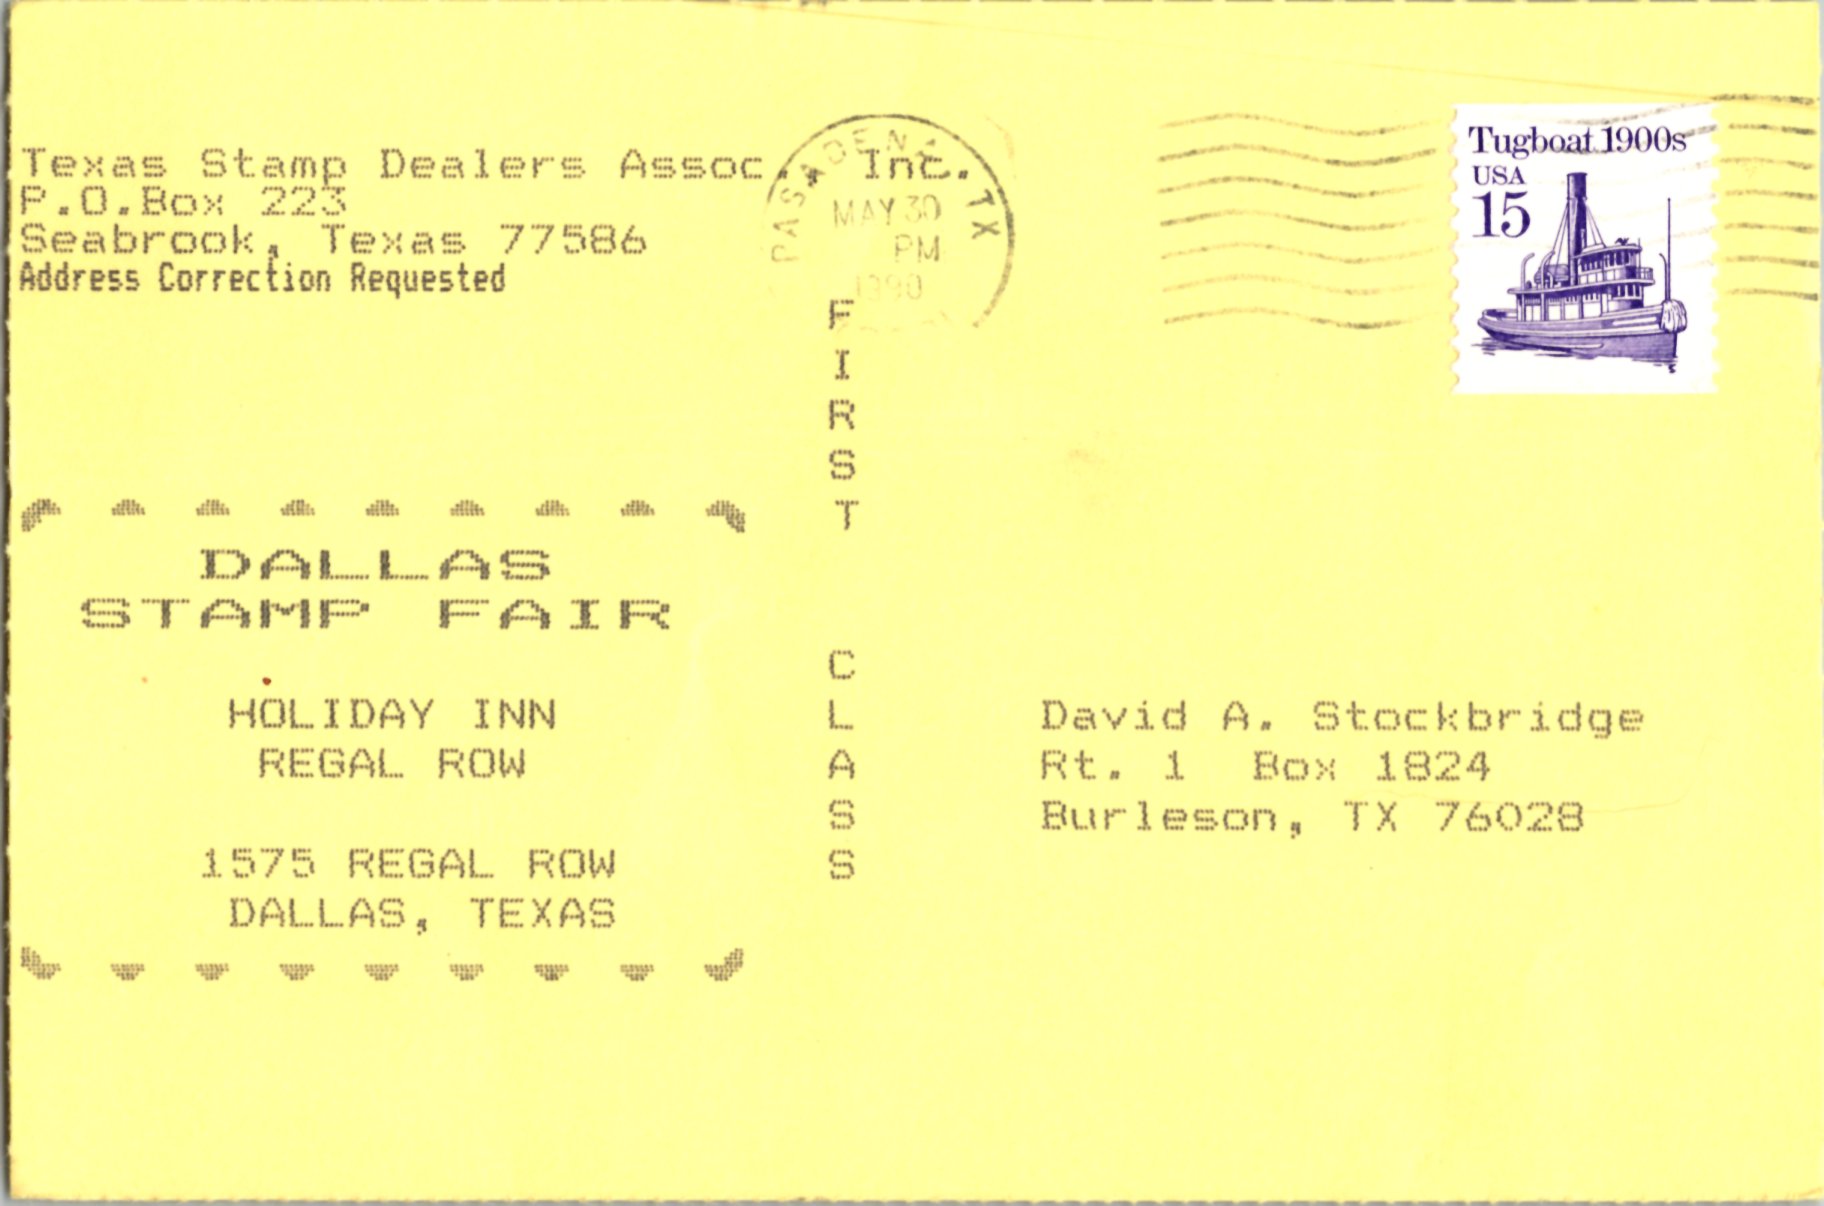 Texas Stamp Dealers Assoc., Inc.
P.O.Box 223
Seabrook, Texas 77586
Address Correction Requested
PASADENA, TX
MAY 30
PM
1990
Tugboat 1900s
USA
15
FIRST CLASS
DALLAS
STAMP FAIR
HOLIDAY INN
REGAL ROW
1575 REGAL ROW
DALLAS, TEXAS
David A. Stockbridge
Rt. 1 Box 1824
Burleson, TX 76028